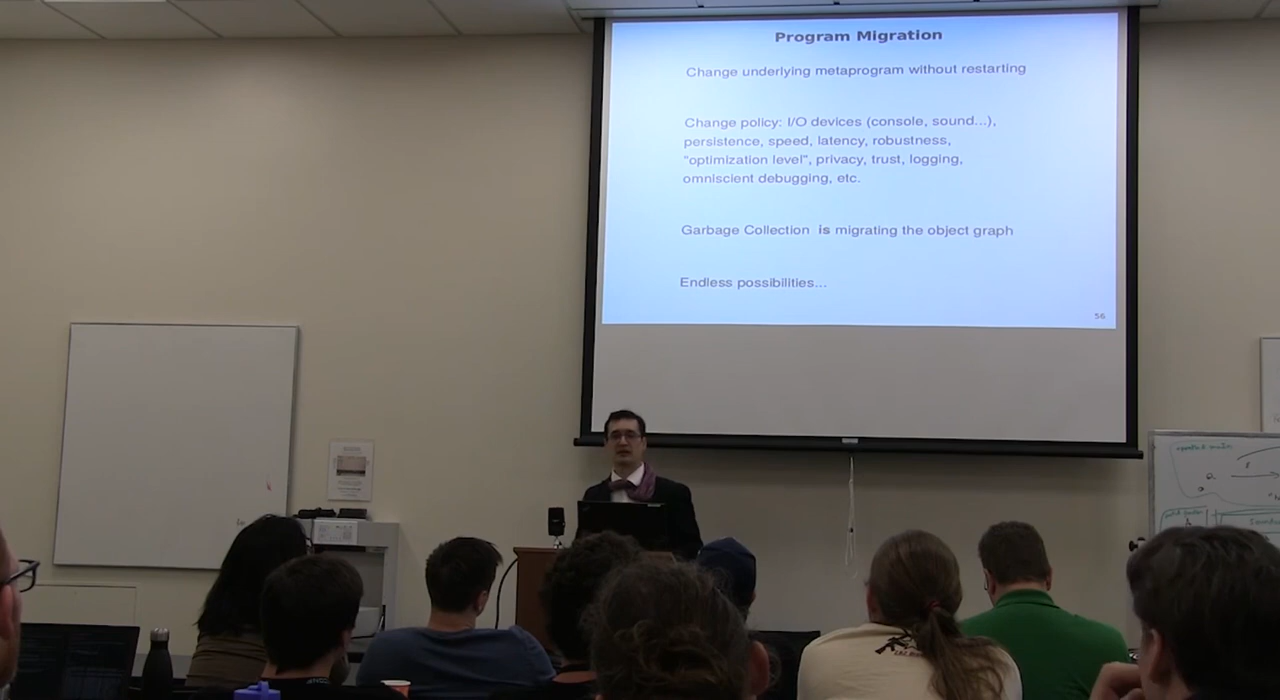 Program Migration
Change underlying metaprogram without restarting
Change policy: I/O devices (console, sound...),
persistence, speed, latency, robustness,
"optimization level", privacy, trust, logging,
omniscient debugging, etc.
Garbage Collection is migrating the object graph
Endless possibilities...
56